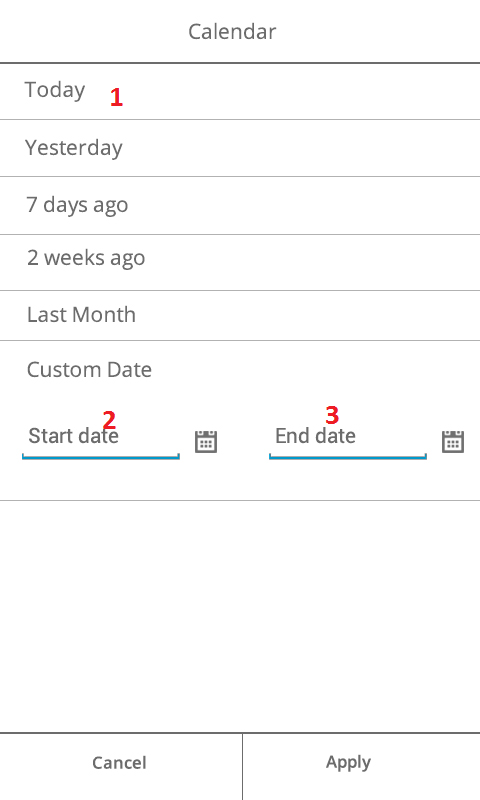 Calendar
Today 1
Yesterday
7 days ago
2 weeks ago
Last Month
Custom Date
2 3
Start date End date
Cancel Apply